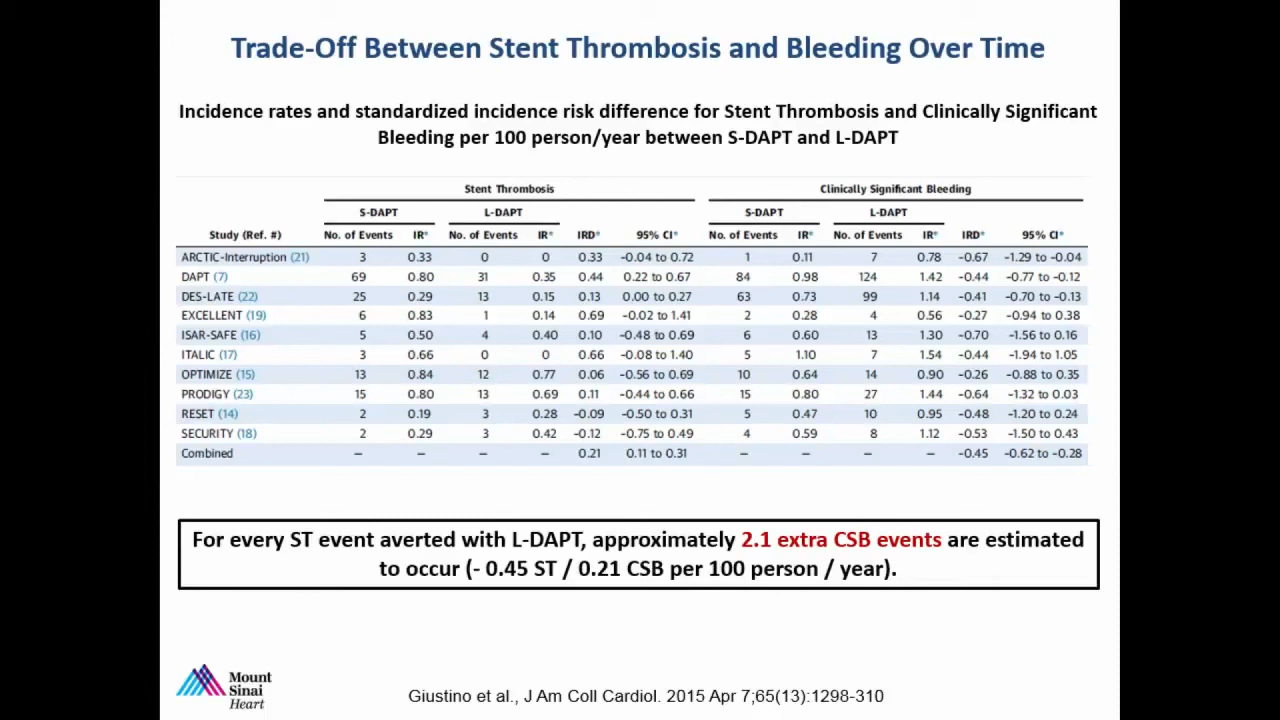 Trade-Off Between Stent Thrombosis and Bleeding Over Time
Incidence rates and standardized incidence risk difference for Stent Thrombosis and Clinically Significant
Bleeding per 100 person/year between S-DAPT and L-DAPT
Stent Thrombosis Clinically Significant Bleeding
S-DAPT L-DAPT S-DAPT L-DAPT
Study (Ref. #) No. of Events IR* No. of Events IR* IRD* 95% CI* No. of Events IR* No. of Events IR* IRD* 95% CI*
ARCTIC-Interruption (21) 3 0.33 0 0 0.33 -0.04 to 0.72 1 0.11 7 0.78 -0.67 -1.29 to -0.04
DAPT (7) 69 0.80 31 0.35 0.44 0.22 to 0.67 84 0.98 124 1.42 -0.44 -0.77 to -0.12
DES-LATE (22) 25 0.29 13 0.15 0.13 0.00 to 0.27 63 0.73 99 1.14 -0.41 -0.70 to -0.13
EXCELLENT (19) 6 0.83 1 0.14 0.69 -0.02 to 1.41 2 0.28 4 0.56 -0.27 -0.94 to 0.38
ISAR-SAFE (16) 5 0.50 4 0.40 0.10 -0.48 to 0.69 6 0.60 13 1.30 -0.70 -1.56 to 0.16
ITALIC (17) 3 0.66 0 0 0.66 -0.08 to 1.40 5 1.10 7 1.54 -0.44 -1.94 to 1.05
OPTIMIZE (15) 13 0.84 12 0.77 0.06 -0.56 to 0.69 10 0.64 14 0.90 -0.26 -0.88 to 0.35
PRODIGY (23) 15 0.80 13 0.69 0.11 -0.44 to 0.66 15 0.80 27 1.44 -0.64 -1.32 to 0.03
RESET (14) 2 0.19 3 0.28 -0.09 -0.50 to 0.31 5 0.47 10 0.95 -0.48 -1.20 to 0.24
SECURITY (18) 2 0.29 3 0.42 -0.12 -0.75 to 0.49 4 0.59 8 1.12 -0.53 -1.50 to 0.43
Combined – – – – 0.21 0.11 to 0.31 – – – – -0.45 -0.62 to -0.28
For every ST event averted with L-DAPT, approximately 2.1 extra CSB events are estimated
to occur (- 0.45 ST / 0.21 CSB per 100 person / year).
Mount
Sinai
Heart
Giustino et al., J Am Coll Cardiol. 2015 Apr 7;65(13):1298-310